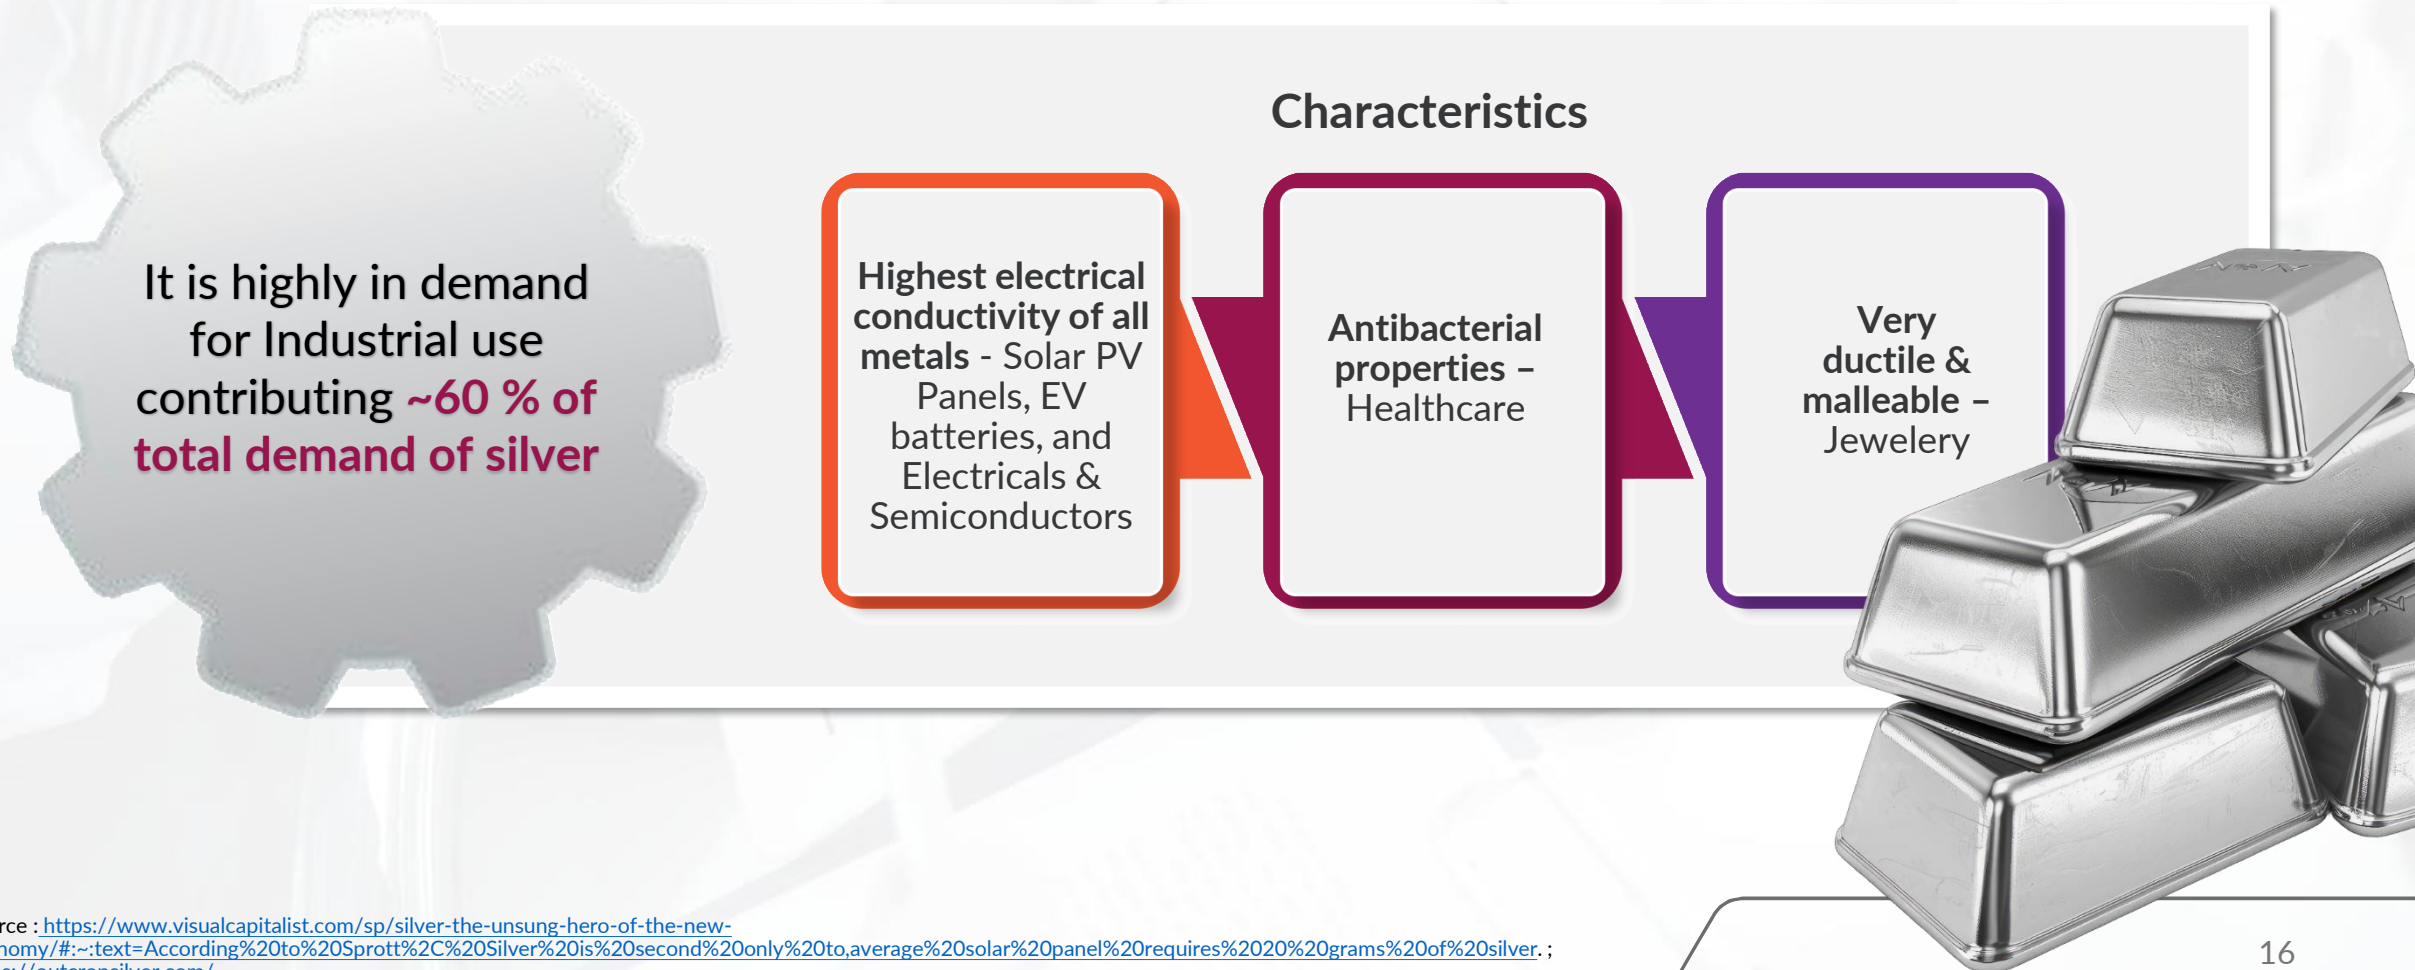 It is highly in demand
for Industrial use
contributing ~60 % of
total demand of silver
Characteristics
Highest electrical
conductivity of all
metals - Solar PV
Panels, EV
batteries, and
Electricals &
Semiconductors
Antibacterial
properties –
Healthcare
Very
ductile &
malleable –
Jewelery
rce : https://www.visualcapitalist.com/sp/silver-the-unsung-hero-of-the-new-
nomy/#:~:text=According%20to%20Sprott%2C%20Silver%20is%20second%20only%20to,average%20solar%20panel%20requires%2020%20grams%20of%20silver. ;
16